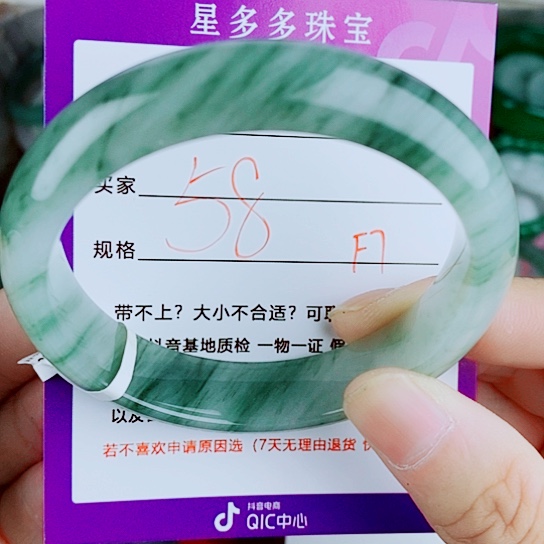 星多多珠宝
买家
58
规格
F7
带不上？大小不合适？可
抖音基地质检 一物一证
以及
若不喜欢申请原因选（7天无理由退货
抖音电商
QIC中心